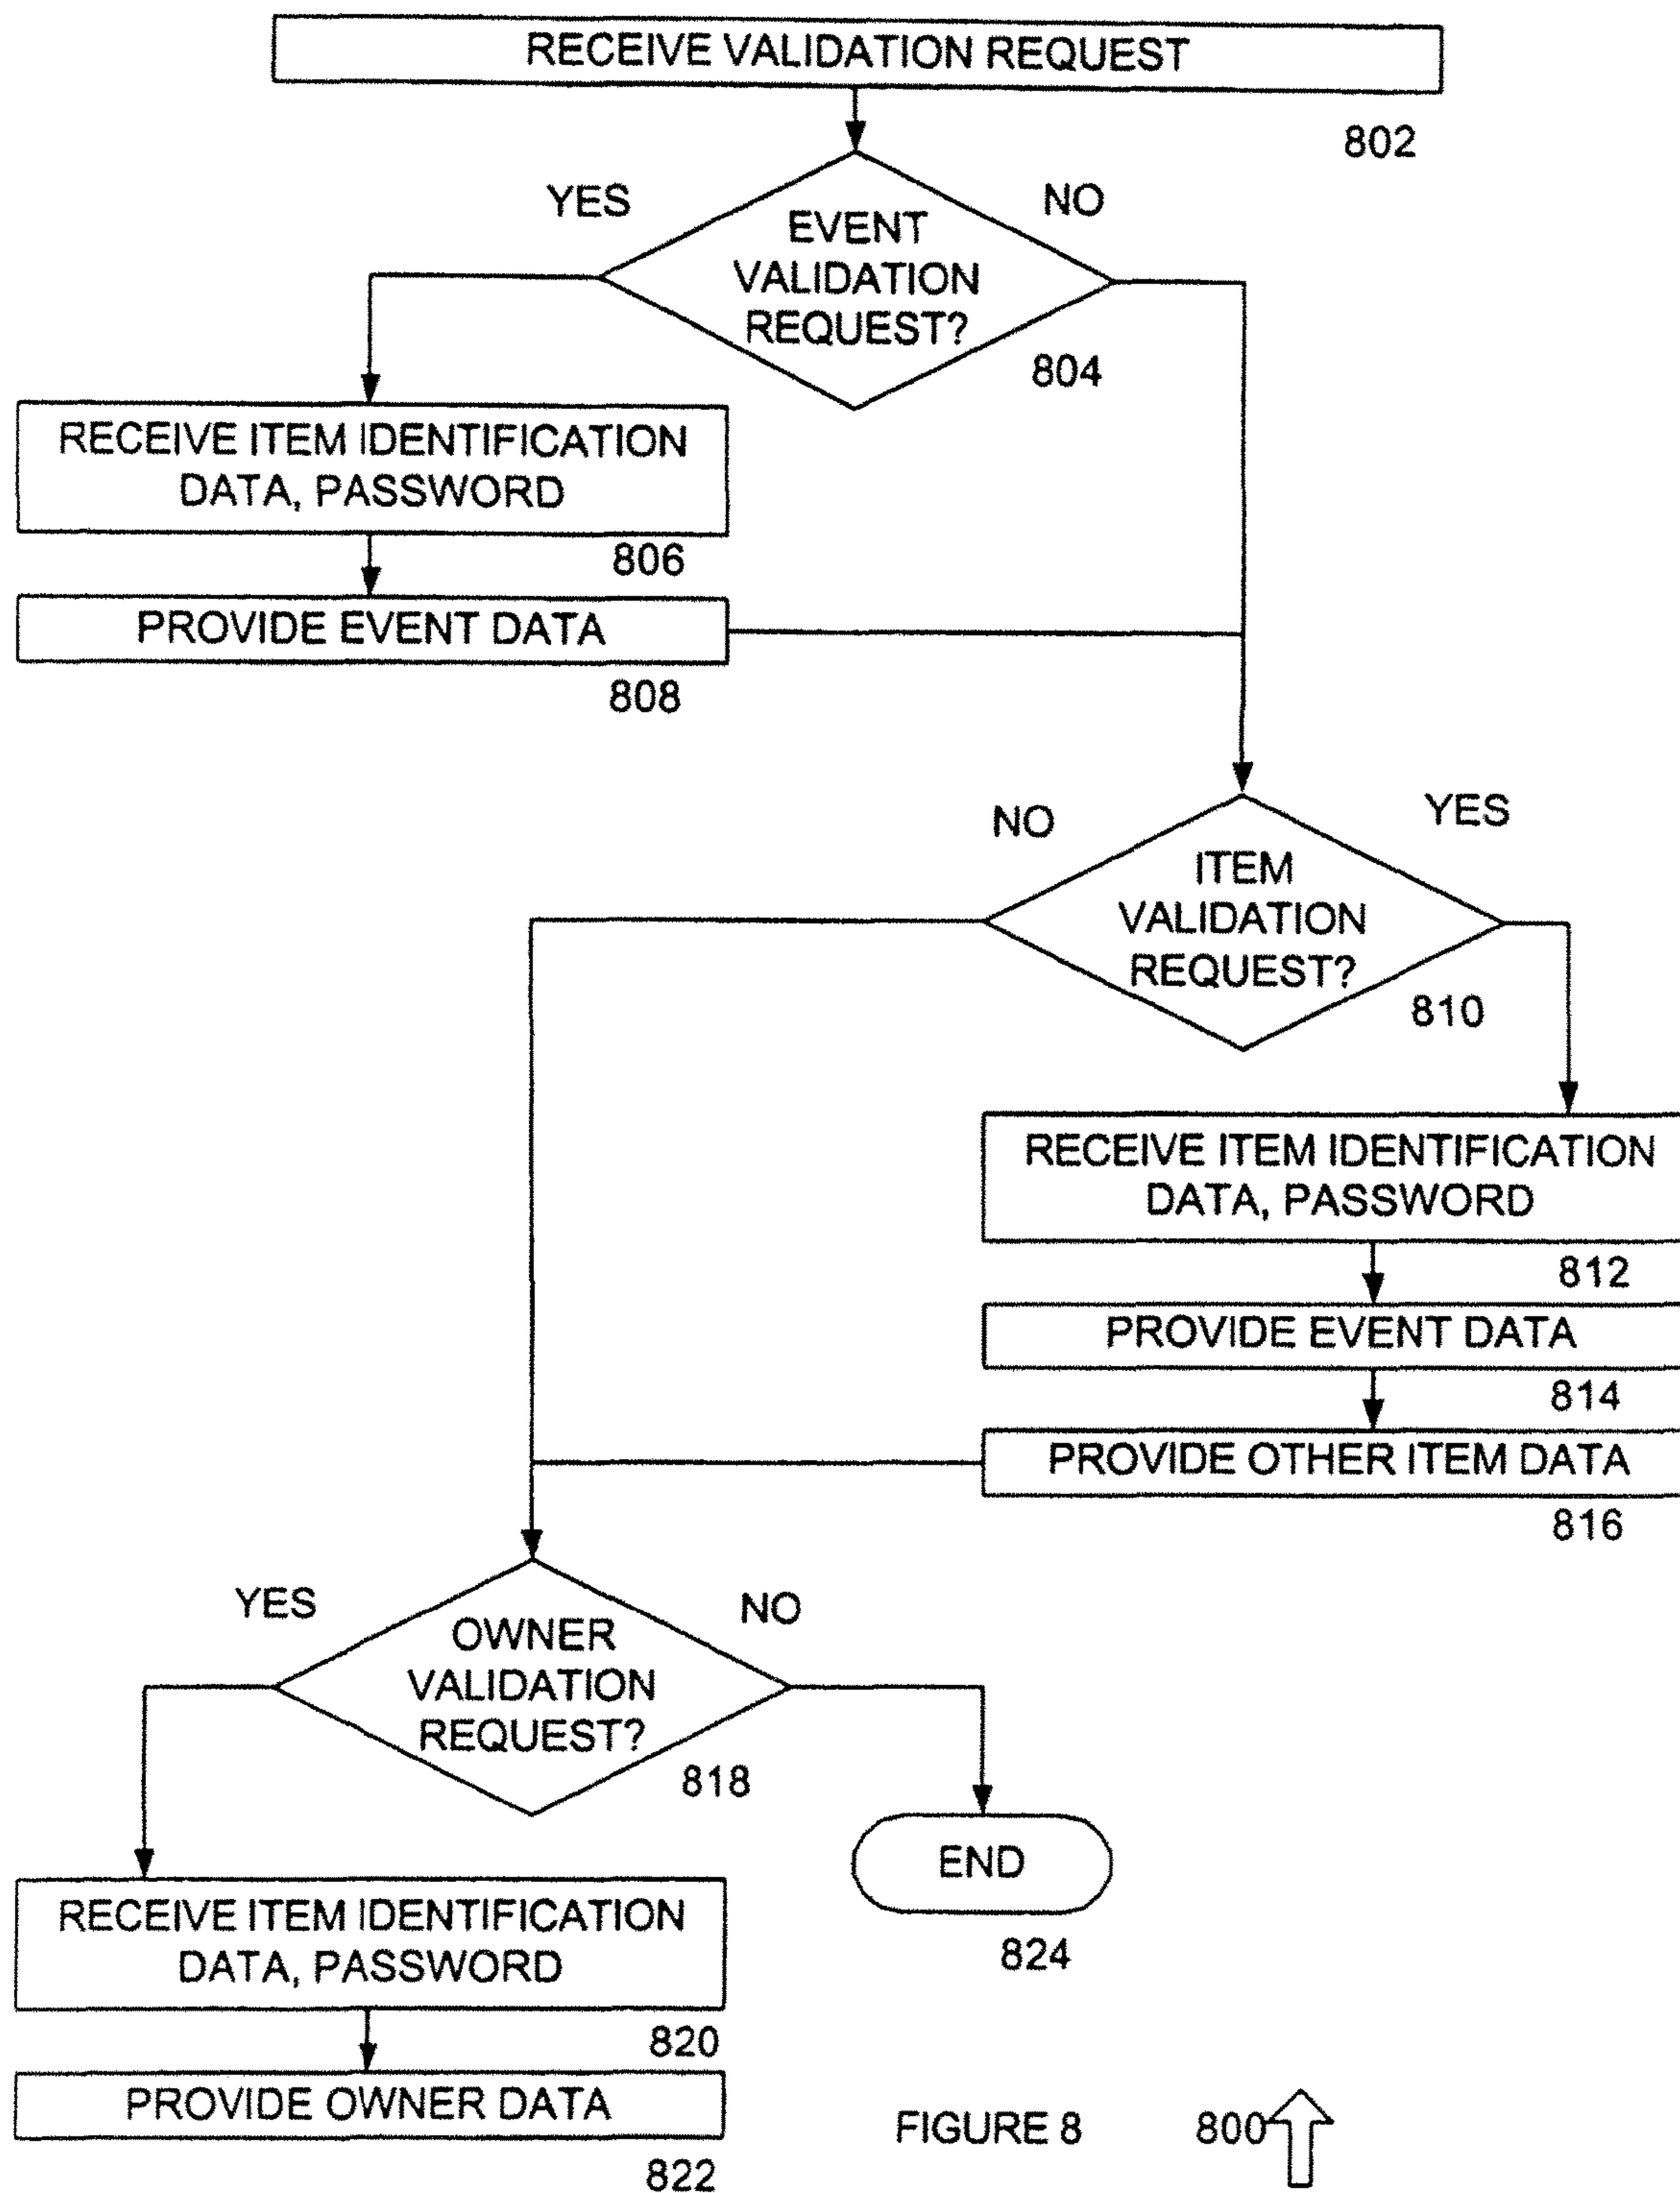 RECEIVE VALIDATION REQUEST
802
YES
NO
EVENT
VALIDATION
REQUEST?
804
RECEIVE ITEM IDENTIFICATION
DATA, PASSWORD
806
PROVIDE EVENT DATA
808
NO
YES
ITEM
VALIDATION
REQUEST?
810
RECEIVE ITEM IDENTIFICATION
DATA, PASSWORD
812
PROVIDE EVENT DATA
814
PROVIDE OTHER ITEM DATA
816
YES
NO
OWNER
VALIDATION
REQUEST?
818
END
824
RECEIVE ITEM IDENTIFICATION
DATA, PASSWORD
820
PROVIDE OWNER DATA
822
FIGURE 8
800